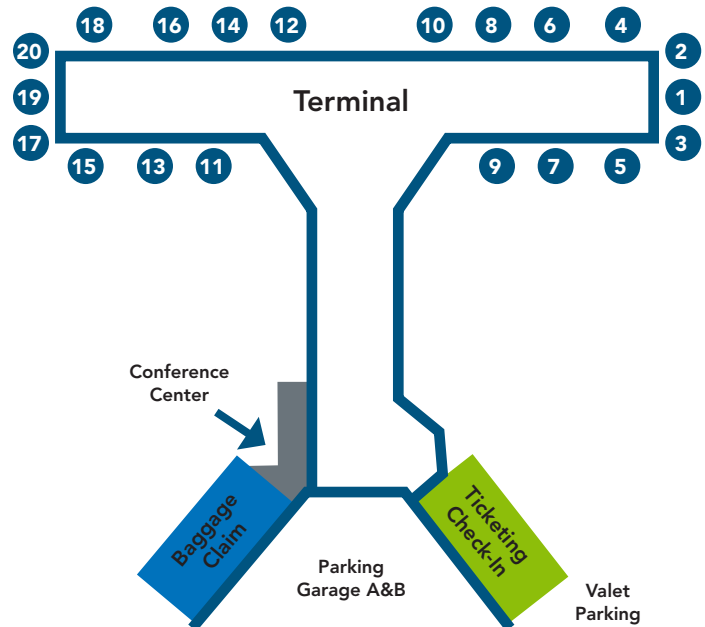 18 16 14 12 10 8 6 4
20 2
19 Terminal 1
17 3
15 13 11 9 7 5
Conference
Center
Baggage
Claim
Ticketing
Check-In
Parking
Garage A&B
Valet
Parking